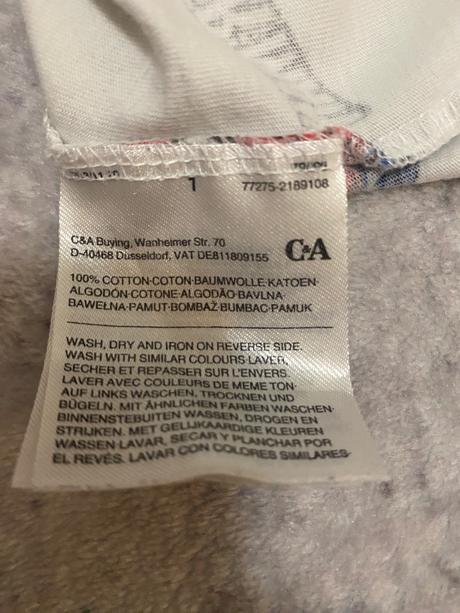 1
77275-2189108
C&A Buying, Wanheimer Str. 70
D-40468 Düsseldorf, VAT DE811809155
C&A
100% COTTON·COTON·BAUMWOLLE·KATOEN·
ALGODÓN·COTONE·ALGODÃO·BAVLNA·
BAWEŁNA·PAMUT·BOMBAŻ·BUMBAC·PAMUK
WASH, DRY AND IRON ON REVERSE SIDE.
WASH WITH SIMILAR COLOURS·LAVER,
SECHER ET REPASSER SUR L'ENVERS.
LAVER AVEC COULEURS DE MEME TON·
AUF LINKS WASCHEN, TROCKNEN UND
BÜGELN. MIT ÄHNLICHEN FARBEN WASCHEN·
BINNENSTEBUITEN WASSEN, DROGEN EN
STRIJKEN. MET GELIJKAARDIGE KLEUREN
WASSEN·LAVAR, SECAR Y PLANCHAR POR
EL REVÉS. LAVAR CON COLORES SIMILARES·